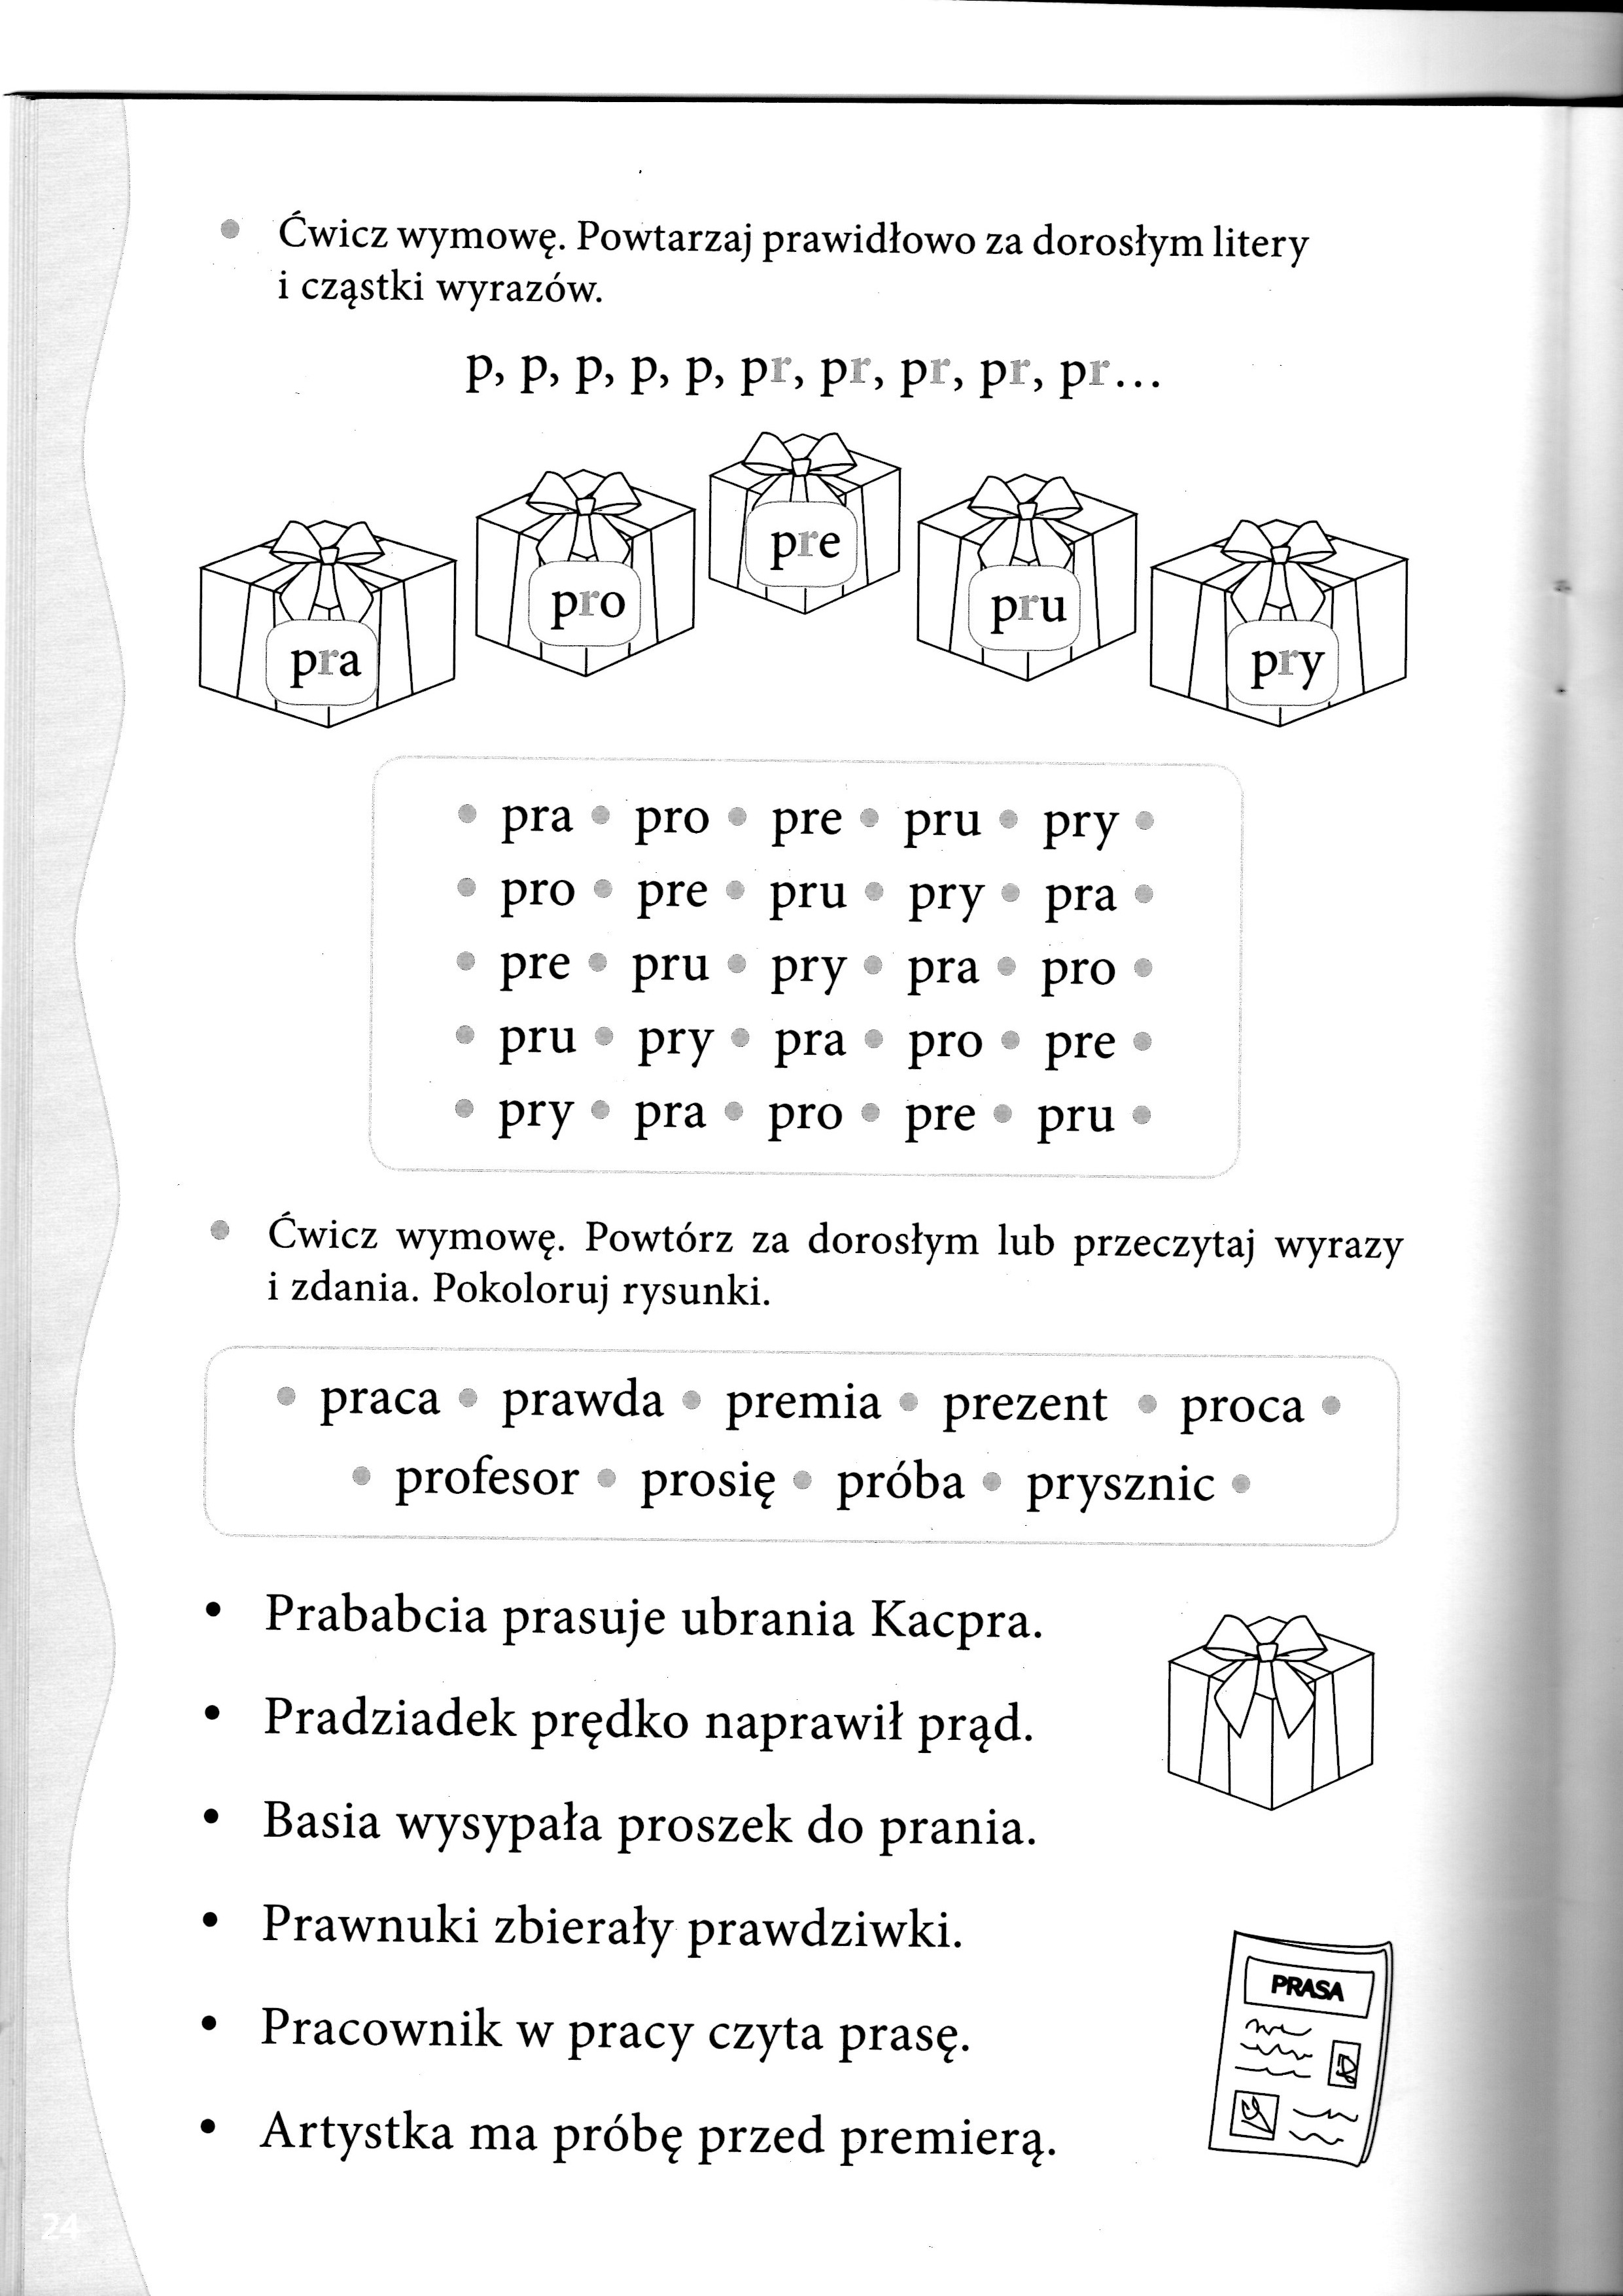 • Ćwicz wymowę. Powtarzaj prawidłowo za dorosłym litery
i cząstki wyrazów.
p, p, p, p, p, pr, pr, pr, pr, pr...
pra pro pre pru pry
• pra • pro • pre • pru • pry •
• pro • pre • pru • pry • pra •
• pre • pru • pry • pra • pro •
• pru • pry • pra • pro • pre •
• pry • pra • pro • pre • pru •
• Ćwicz wymowę. Powtórz za dorosłym lub przeczytaj wyrazy
i zdania. Pokoloruj rysunki.
• praca • prawda • premia • prezent • proca •
• profesor • prosię • próba • prysznic •
• Prababcia prasuje ubrania Kacpra.
• Pradziadek prędko naprawił prąd.
• Basia wysypała proszek do prania.
• Prawnuki zbierały prawdziwki.
• Pracownik w pracy czyta prasę.
• Artystka ma próbę przed premierą.
PRASA
24